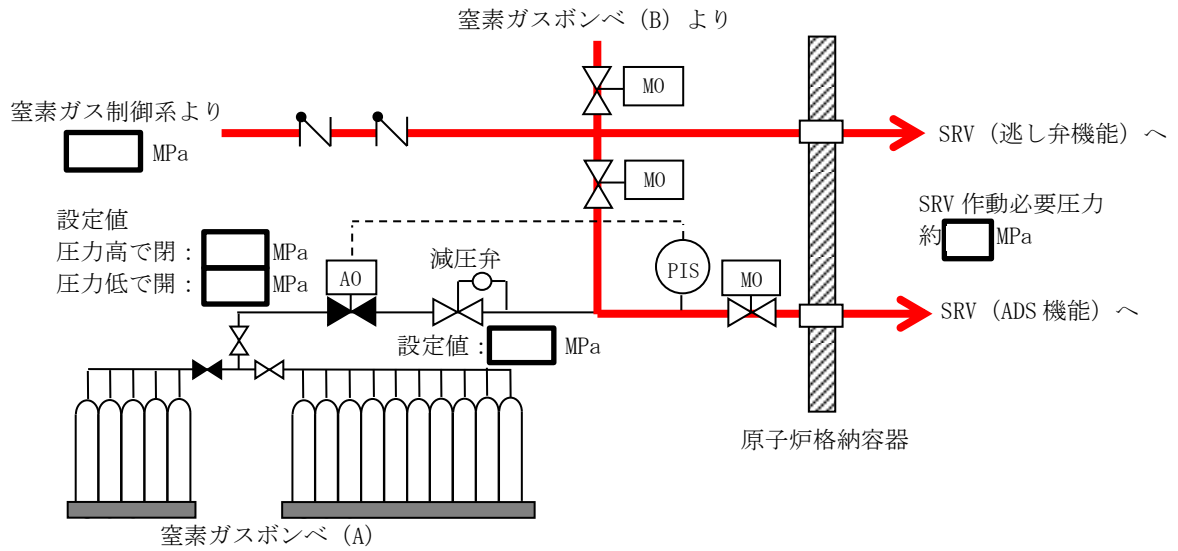 窒素ガスボンベ（B）より
MO
窒素ガス制御系より
MPa
SRV（逃し弁機能）へ
MO
SRV 作動必要圧力
約 MPa
設定値
圧力高で閉： MPa
圧力低で開： MPa
AO
減圧弁
PIS
MO
SRV（ADS 機能）へ
設定値： MPa
原子炉格納容器
窒素ガスボンベ（A）